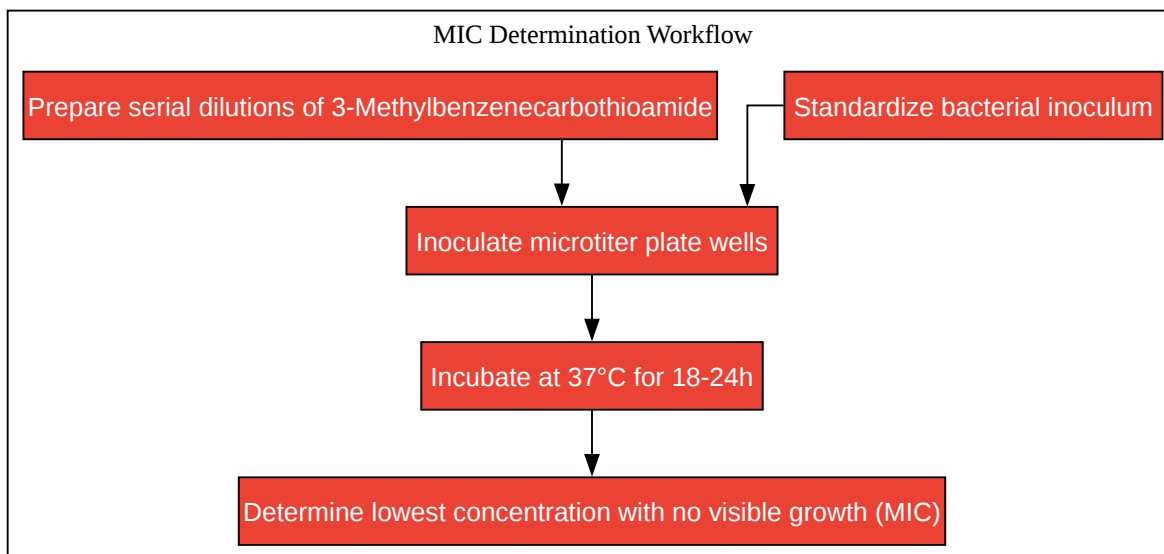 MIC Determination Workflow
Prepare serial dilutions of 3-Methylbenzenecarbothioamide
Standardize bacterial inoculum
Inoculate microtiter plate wells
Incubate at 37°C for 18-24h
Determine lowest concentration with no visible growth (MIC)